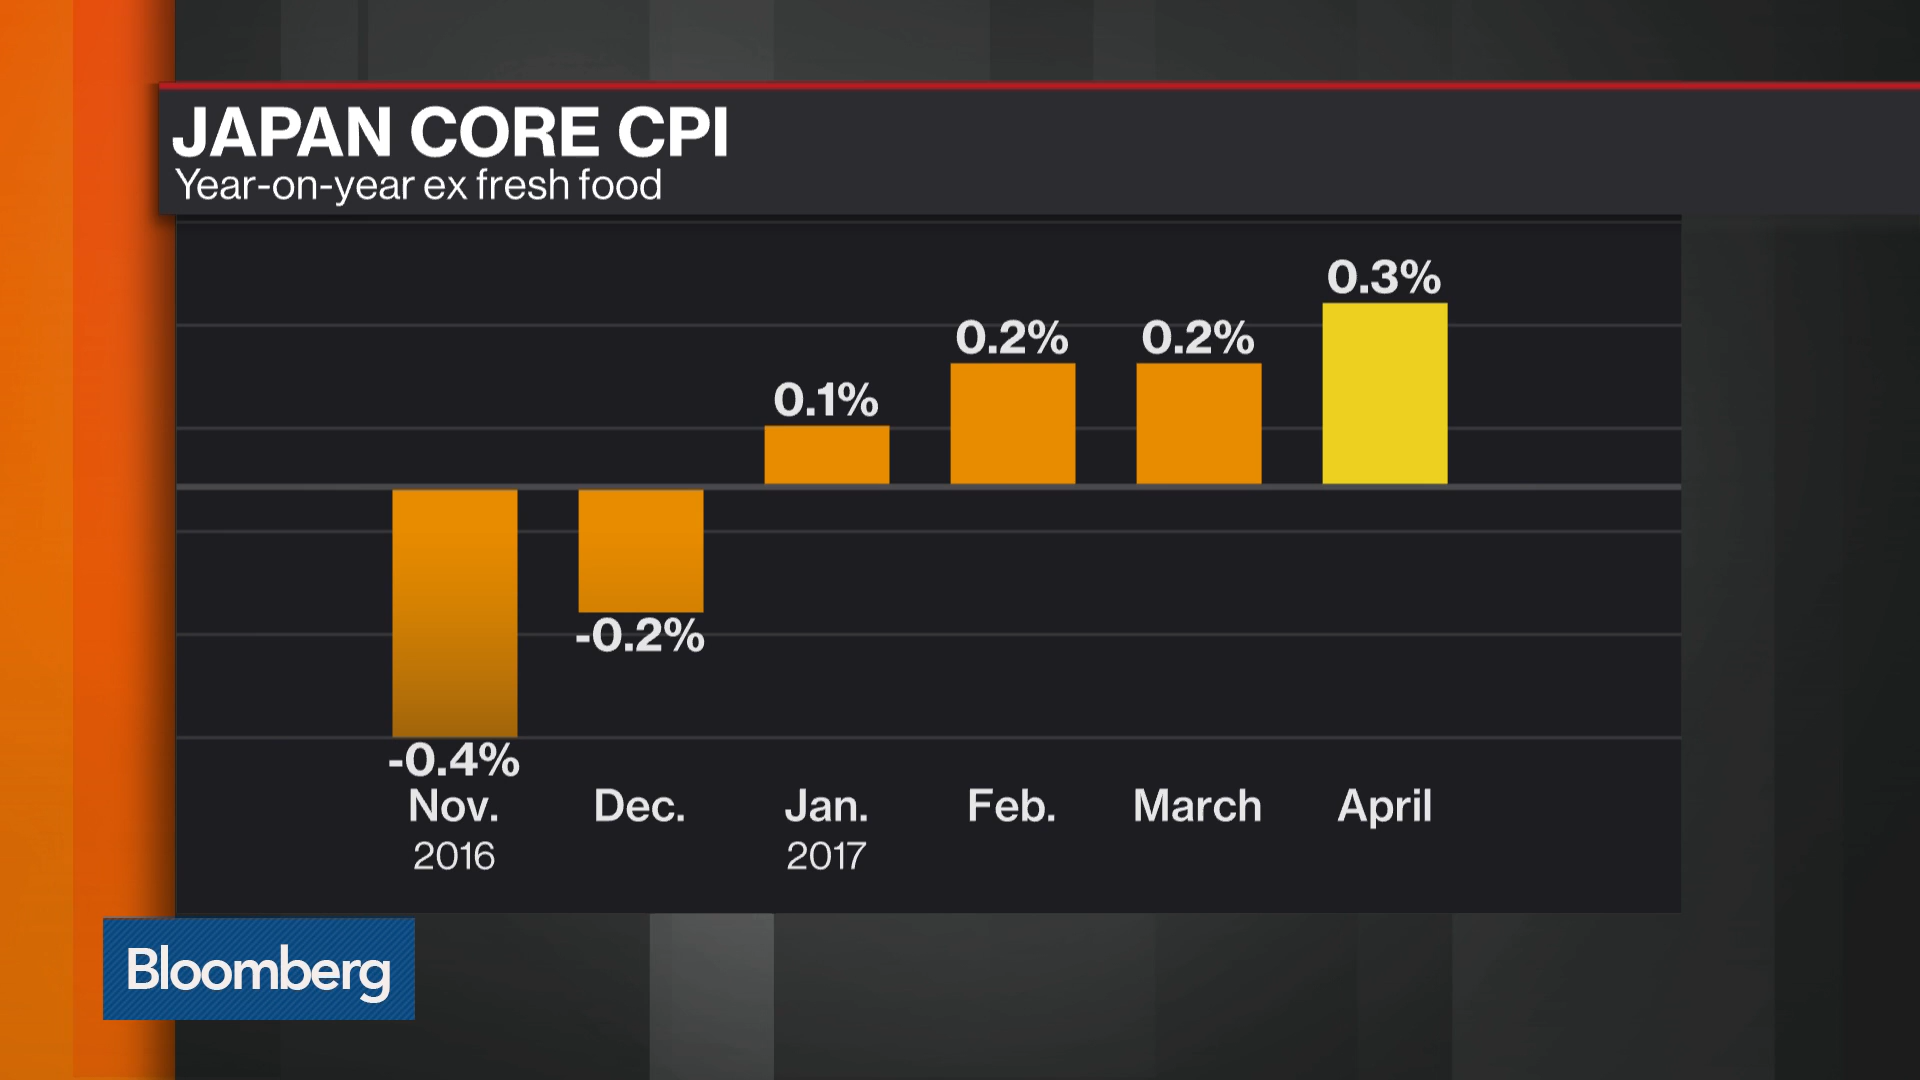 JAPAN CORE CPI
Year-on-year ex fresh food
0.3%
0.2% 0.2%
0.1%
-0.2%
-0.4%
Nov. Dec. Jan. Feb. March April
2016 2017
Bloomberg